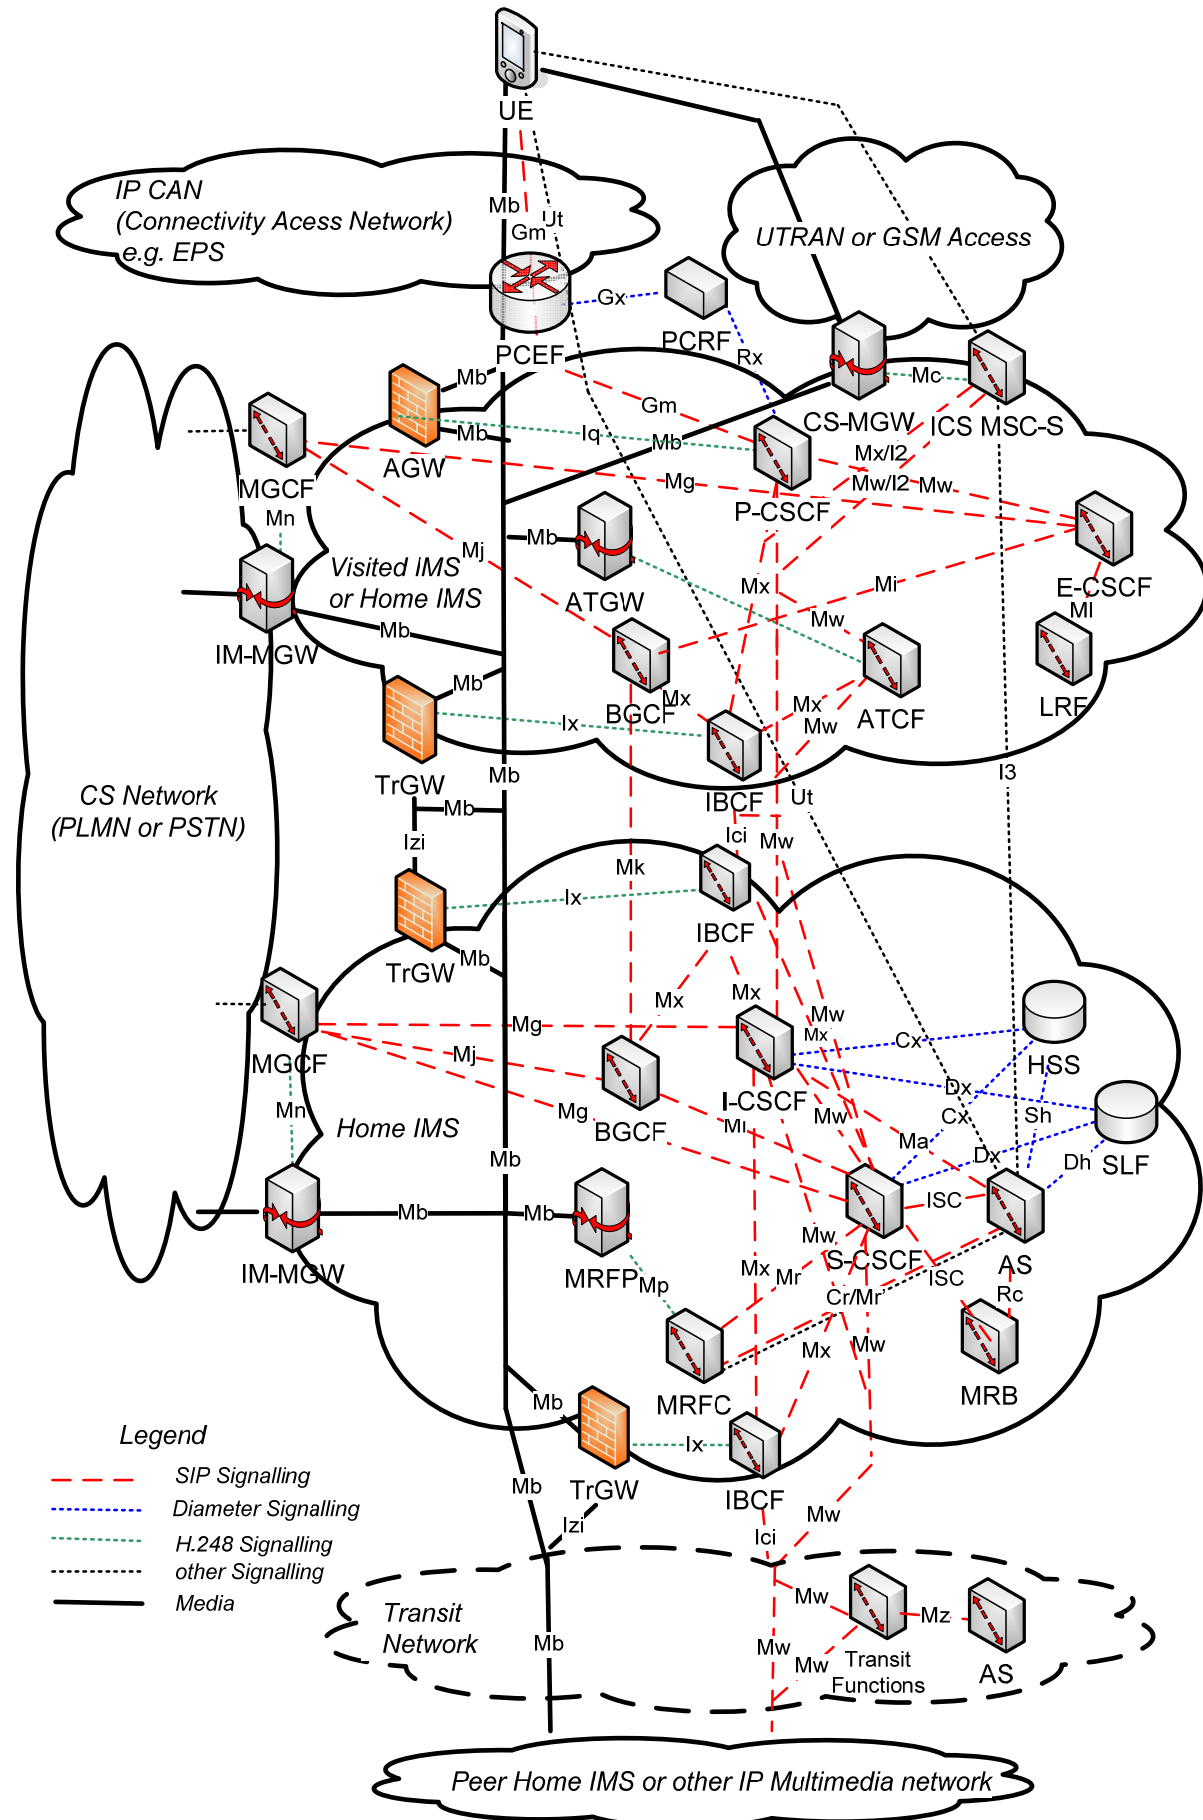 UE
IP CAN
(Connectivity Acess Network)
e.g. EPS
Mb
Ut
Gm
UTRAN or GSM Access
Gx
PCRF
PCEF
Rx
Mb
Mc
CS-MGW
ICS MSC-S
Gm
AGW
Mb
Iq
Mb
Mx/I2
MGCF
Mg
Mw/I2
Mw
P-CSCF
Mn
Mj
Mb
E-CSCF
Visited IMS
or Home IMS
ATGW
Mx
Mi
MI
Mb
Mw
IM-MGW
Mb
BGCF
Mx
Mx
ATCF
LRF
Ix
Mw
TrGW
Mb
IBCF
Ut
I3
CS Network
(PLMN or PSTN)
Mb
Izi
Ici
Mw
Mk
Ix
IBCF
TrGW
Mb
Mx
Mx
Mg
Mw
Mx
Cx
MGCF
Mj
HSS
I-CSCF
Dx
Mn
Mg
Home IMS
BGCF
Mi
Mw
Cx
Sh
Ma
Mb
Dx
Dh
SLF
ISC
Mb
Mb
Mw
S-CSCF
AS
IM-MGW
MRFP
Mp
Mx
Mr
ISC
Cr/Mr
Rc
Mx
Mw
MRFC
MRB
Mb
Legend
Ix
SIP Signalling
Mb
TrGW
IBCF
Diameter Signalling
Izi
Ici
Mw
H.248 Signalling
other Signalling
Media
Transit
Network
Mb
Mw
Mz
Mw
Mw
Transit
Functions
AS
Peer Home IMS or other IP Multimedia network